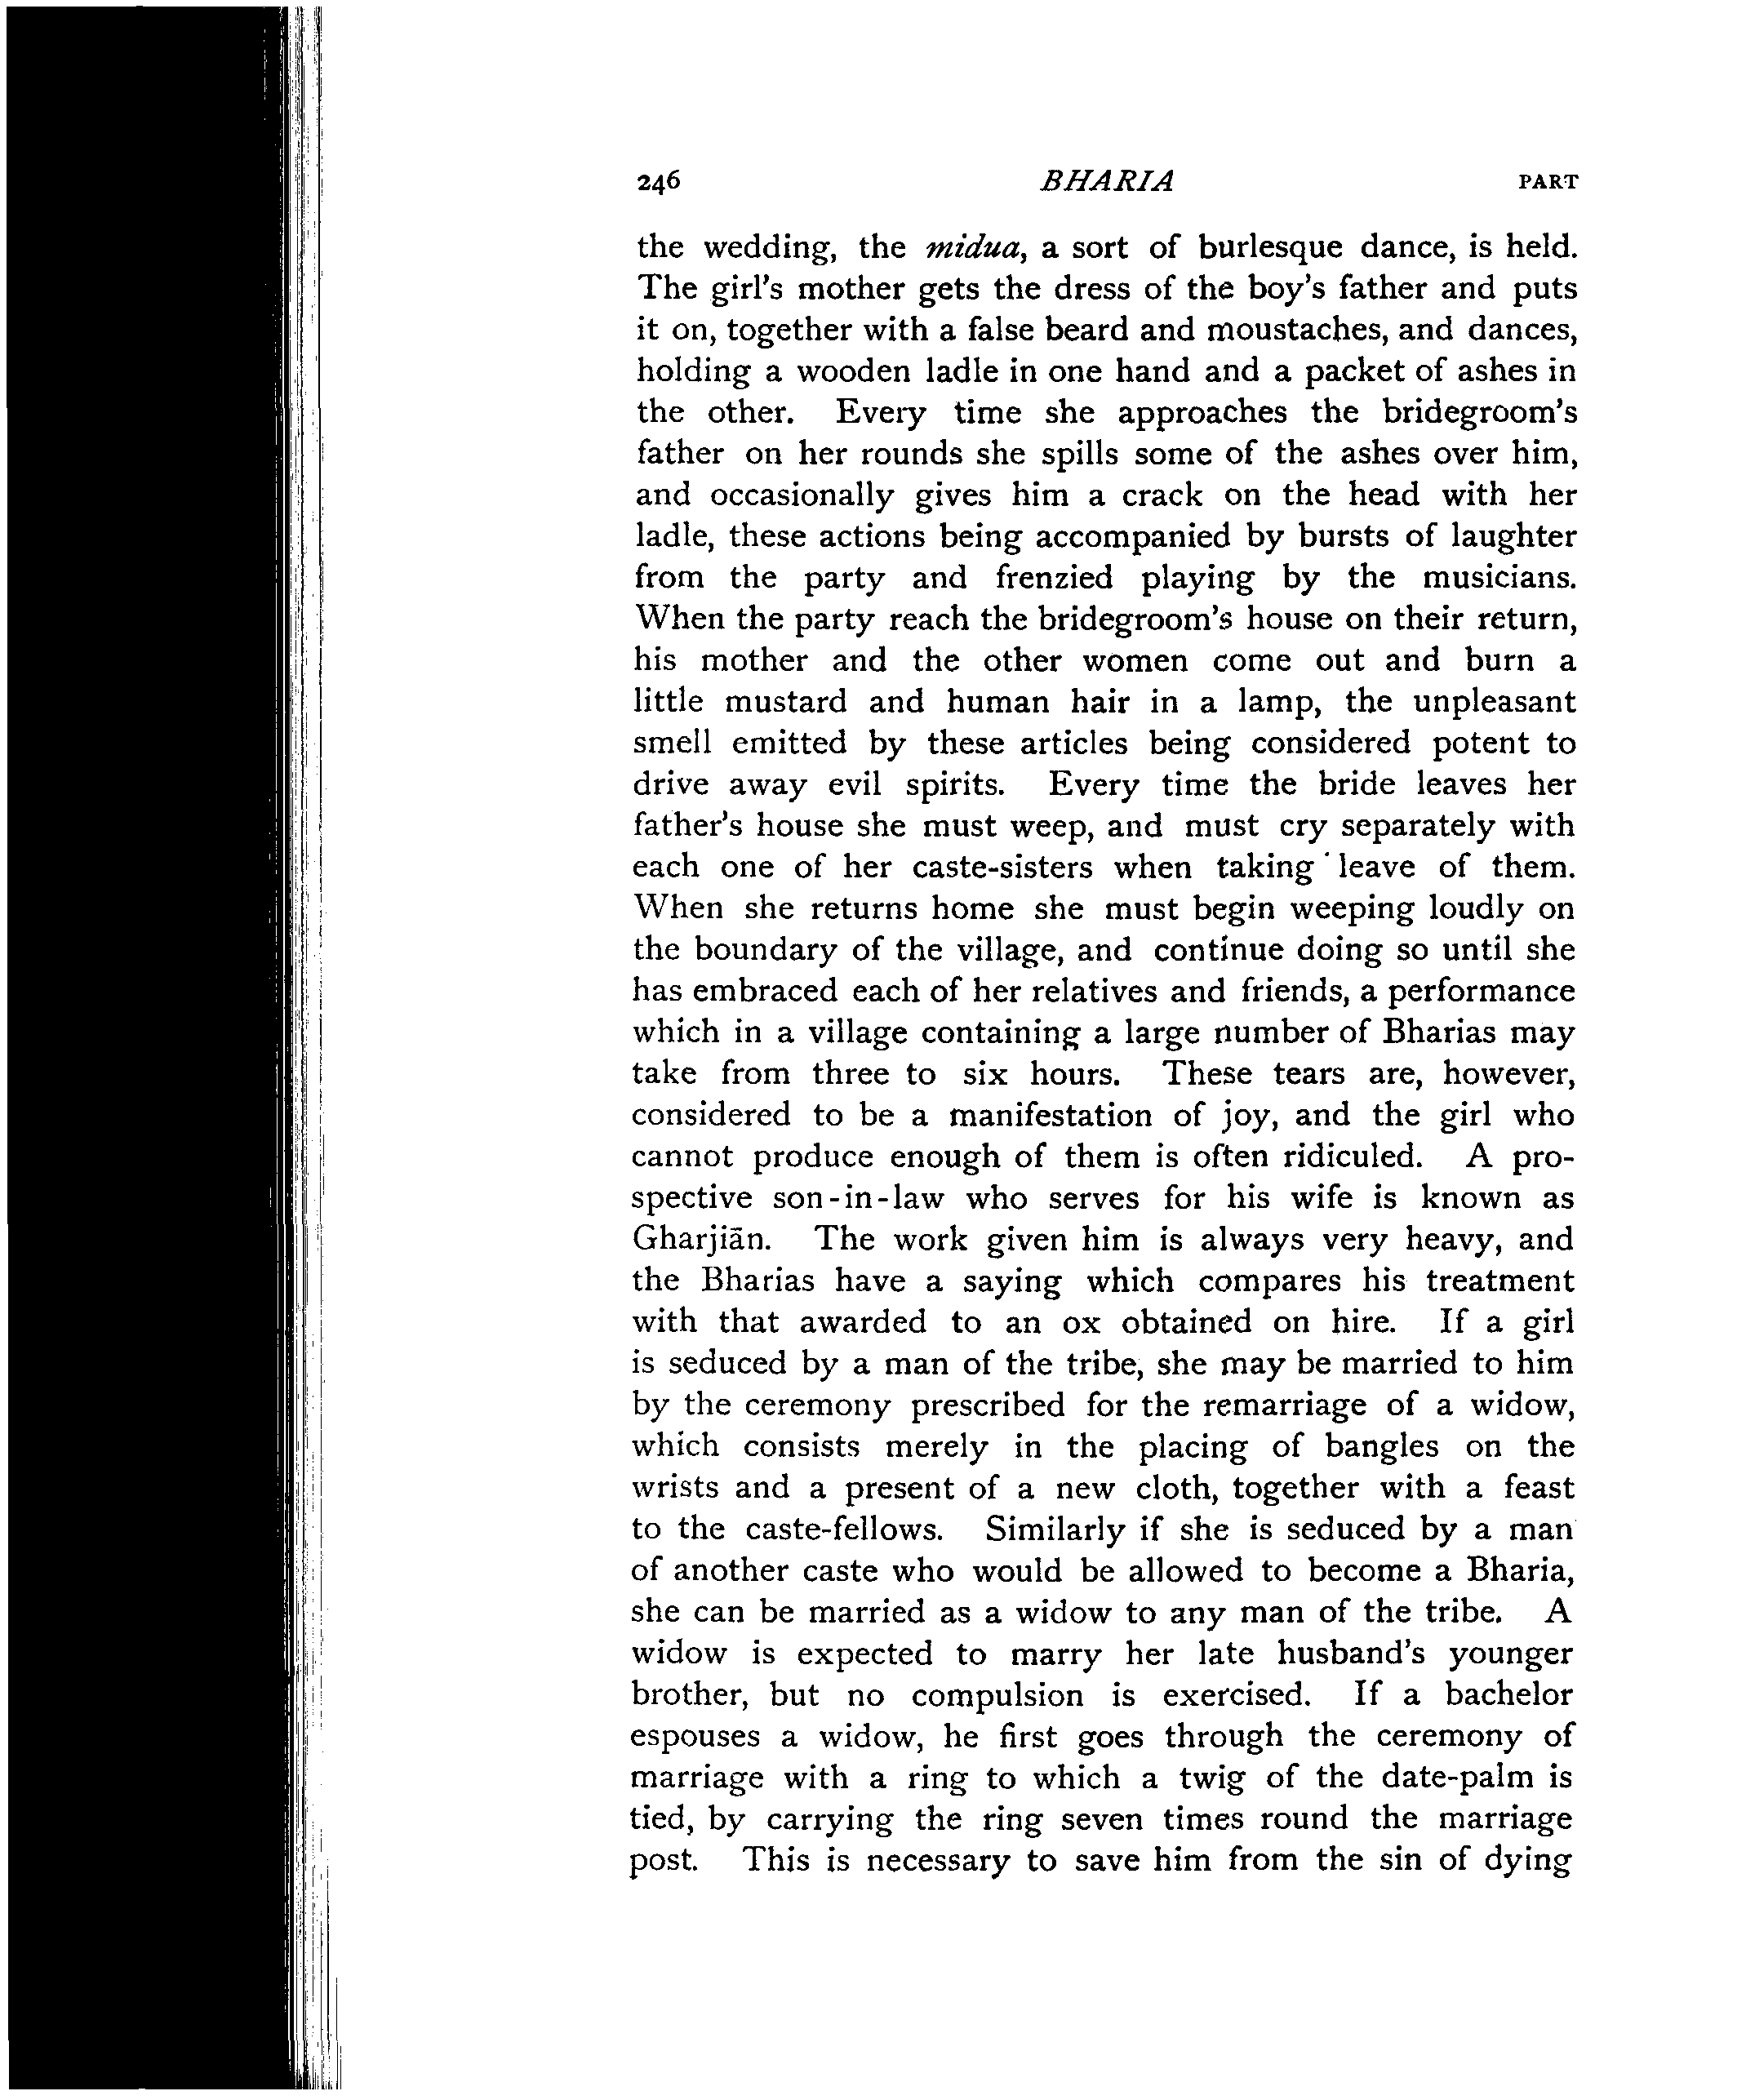 246 BHARIA PART
the wedding, the midua, a sort of burlesque dance, is held.
The girl's mother gets the dress of the boy's father and puts
it on, together with a false beard and moustaches, and dances,
holding a wooden ladle in one hand and a packet of ashes in
the other. Every time she approaches the bridegroom's
father on her rounds she spills some of the ashes over him,
and occasionally gives him a crack on the head with her
ladle, these actions being accompanied by bursts of laughter
from the party and frenzied playing by the musicians.
When the party reach the bridegroom's house on their return,
his mother and the other women come out and burn a
little mustard and human hair in a lamp, the unpleasant
smell emitted by these articles being considered potent to
drive away evil spirits. Every time the bride leaves her
father's house she must weep, and must cry separately with
each one of her caste-sisters when taking leave of them.
When she returns home she must begin weeping loudly on
the boundary of the village, and continue doing so until she
has embraced each of her relatives and friends, a performance
which in a village containing a large number of Bharias may
take from three to six hours. These tears are, however,
considered to be a manifestation of joy, and the girl who
cannot produce enough of them is often ridiculed. A pro-
spective son-in-law who serves for his wife is known as
Gharjiān. The work given him is always very heavy, and
the Bharias have a saying which compares his treatment
with that awarded to an ox obtained on hire. If a girl
is seduced by a man of the tribe, she may be married to him
by the ceremony prescribed for the remarriage of a widow,
which consists merely in the placing of bangles on the
wrists and a present of a new cloth, together with a feast
to the caste-fellows. Similarly if she is seduced by a man
of another caste who would be allowed to become a Bharia,
she can be married as a widow to any man of the tribe. A
widow is expected to marry her late husband's younger
brother, but no compulsion is exercised. If a bachelor
espouses a widow, he first goes through the ceremony of
marriage with a ring to which a twig of the date-palm is
tied, by carrying the ring seven times round the marriage
post. This is necessary to save him from the sin of dying